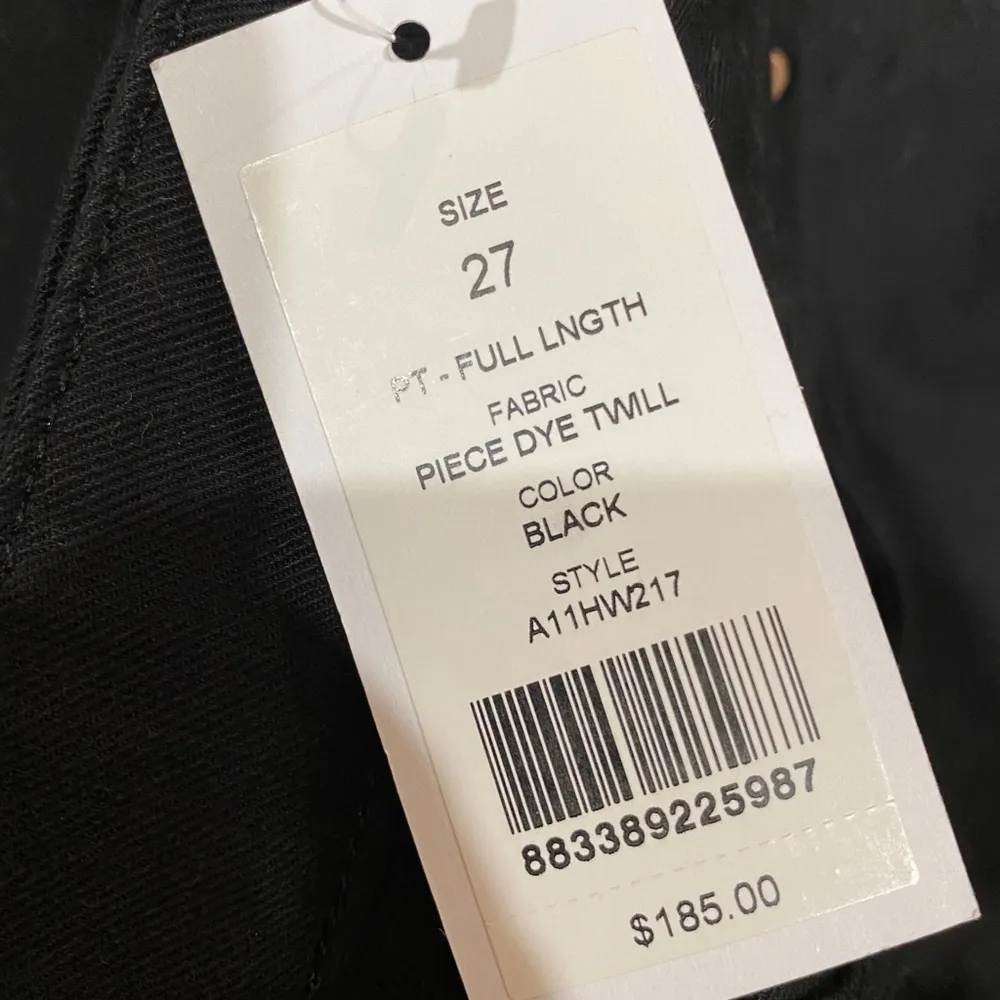 SIZE
27
PT - FULL LNGTH
FABRIC
PIECE DYE TWILL
COLOR
BLACK
STYLE
A11HW217
883389225987
$185.00